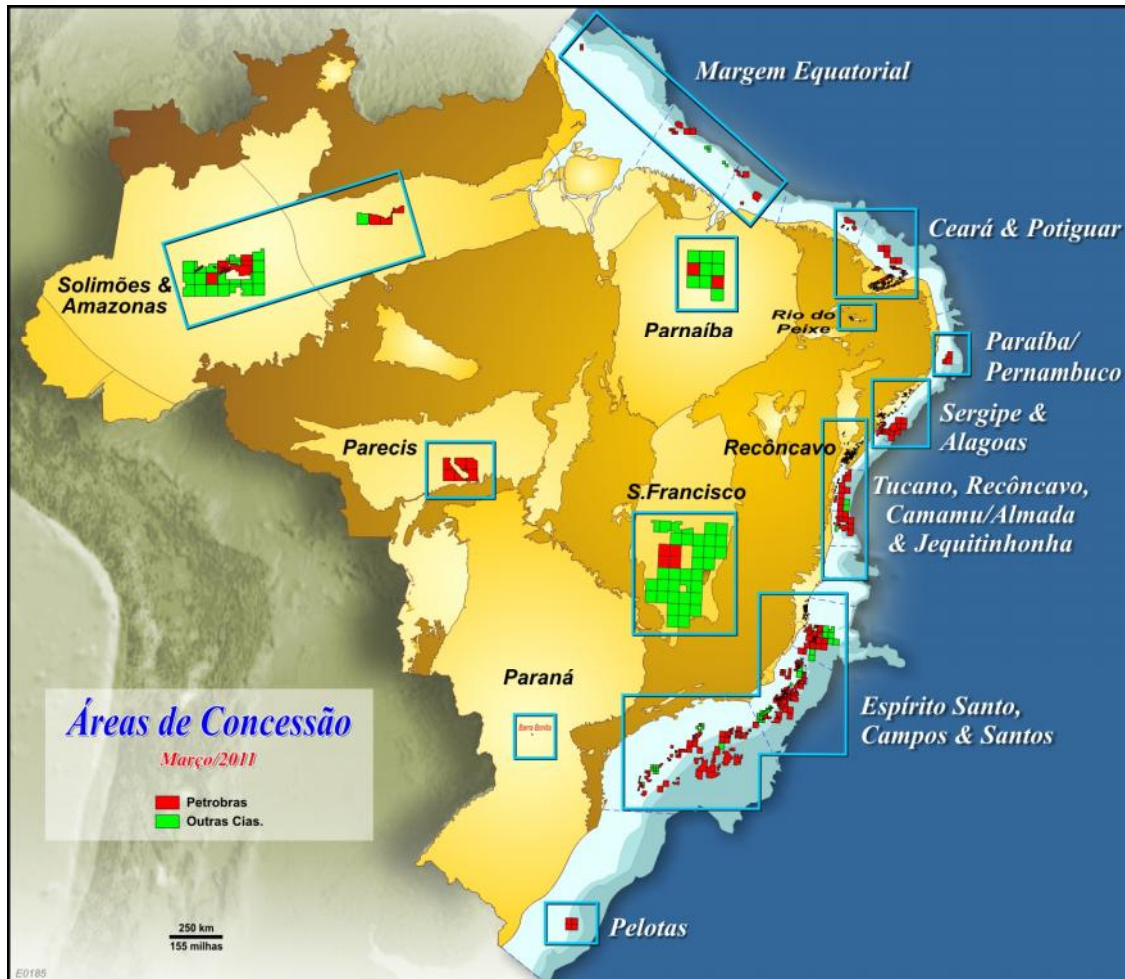 Margem Equatorial
Ceará & Potiguar
Solimões &
Amazonas
Parnaíba
Rio do
Peixe
Paraíba/
Pernambuco
Sergipe &
Alagoas
Parecis
Recôncavo
S.Francisco
Tucano, Recôncavo,
Camamu/Almada
& Jequitinhonha
Paraná
Barra Bonita
Espírito Santo,
Campos & Santos
Áreas de Concessão
Março/2011
Petrobras
Outras Cias.
Pelotas
250 km
155 milhas
E0185